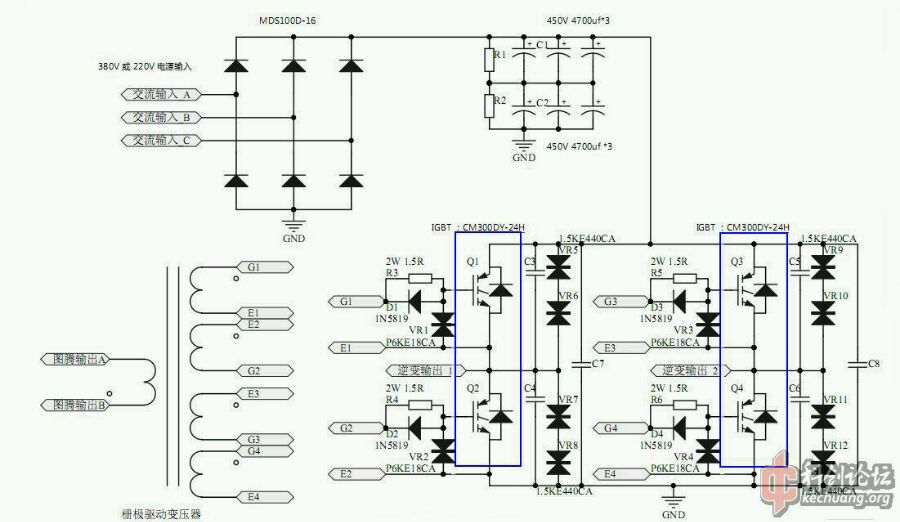 MDS100D-16
450V 4700uf*3
380V 或 220V 电源输入
R1
C1
交流输入 A
R2
C2
交流输入 B
交流输入 C
450V 4700uf *3
GND
GND
IGBT ：CM300DY-24H
IGBT ：CM300DY-24H
1.5KE440CA
1.5KE440CA
G1
2W 1.5R
R3
Q1
C3
VR5
2W 1.5R
R5
Q3
C5
VR9
G1
D1
1N5819
VR1
VR6
G3
D3
1N5819
VR3
VR10
E1
E2
E1
P6KE18CA
E3
P6KE18CA
图腾输出A
G2
逆变输出 1
C7
逆变输出 2
C8
E3
2W 1.5R
R4
Q2
C4
VR7
2W 1.5R
R6
Q4
C6
VR11
图腾输出B
G3
G4
G2
D2
1N5819
VR2
VR8
G4
D4
1N5819
VR4
VR12
E2
P6KE18CA
E4
P6KE18CA
E4
1.5KE440CA
1.5KE440CA
GND
栅极驱动变压器
科创论坛
kechuang.org